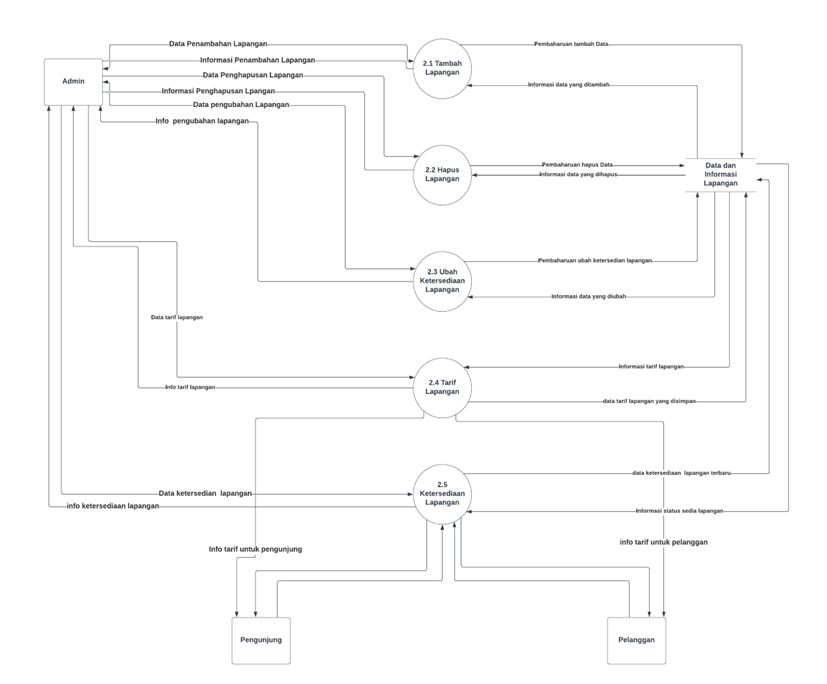 Data Penambahan Lapangan
Pembaharuan tambah Data
2.1 Tambah
Lapangan
Informasi Penambahan Lapangan
Admin
Data Penghapusan Lapangan
Informasi data yang ditambah
Informasi Penghapusan Lpangan
Data pengubahan Lapangan
Info pengubahan lapangan
2.2 Hapus
Lapangan
Pembaharuan hapus Data
Informasi data yang dihapus
Data dan
Informasi
Lapangan
2.3 Ubah
Ketersediaan
Lapangan
Pembaharuan ubah ketersedian lapangan
Informasi data yang diubah
Data tarif lapangan
Informasi tarif lapangan
2.4 Tarif
Lapangan
Info tarif lapangan
data tarif lapangan yang disimpan
data ketersediaan lapangan terbaru
2.5
Ketersediaan
Lapangan
Data ketersedian lapangan
info ketersediaan lapangan
Informasi status sedia lapangan
Info tarif untuk pengunjung
info tarif untuk pelanggan
Pengunjung
Pelanggan